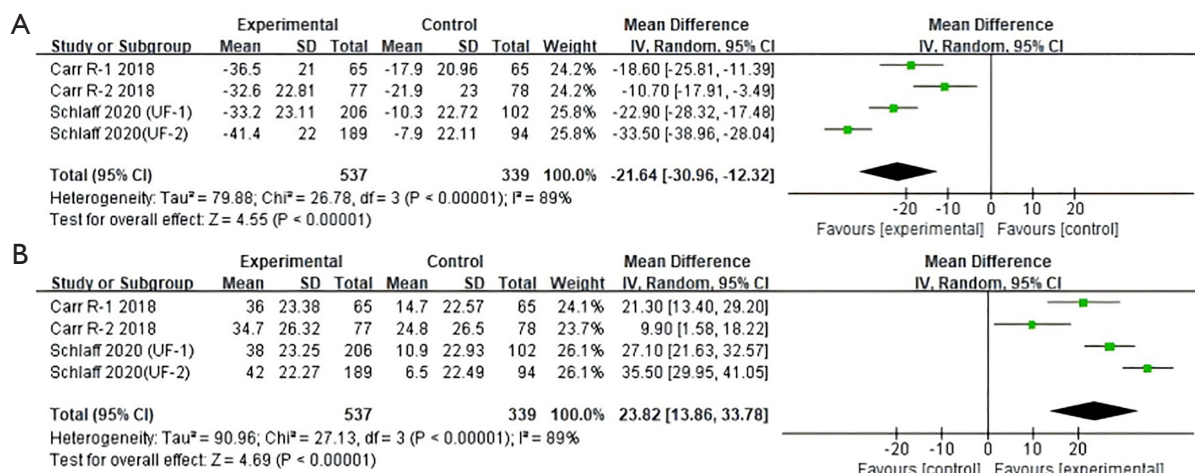 A
Experimental Control Mean Difference Mean Difference
Study or Subgroup Mean SD Total Mean SD Total Weight IV, Random, 95% CI IV, Random, 95% CI
Carr R-1 2018 -36.5 21 65 -17.9 20.96 65 24.2% -18.60 [-25.81, -11.39]
Carr R-2 2018 -32.6 22.81 77 -21.9 23 78 24.2% -10.70 [-17.91, -3.49]
Schlaff 2020 (UF-1) -33.2 23.11 206 -10.3 22.72 102 25.8% -22.90 [-28.32, -17.48]
Schlaff 2020(UF-2) -41.4 22 189 -7.9 22.11 94 25.8% -33.50 [-38.96, -28.04]
Total (95% CI) 537 339 100.0% -21.64 [-30.96, -12.32]
Heterogeneity: Tau² = 79.88; Chi² = 26.78, df = 3 (P < 0.00001); I² = 89%
Test for overall effect: Z = 4.55 (P < 0.00001)
-20 -10 0 10 20
Favours [experimental] Favours [control]
B
Experimental Control Mean Difference Mean Difference
Study or Subgroup Mean SD Total Mean SD Total Weight IV, Random, 95% CI IV, Random, 95% CI
Carr R-1 2018 36 23.38 65 14.7 22.57 65 24.1% 21.30 [13.40, 29.20]
Carr R-2 2018 34.7 26.32 77 24.8 26.5 78 23.7% 9.90 [1.58, 18.22]
Schlaff 2020 (UF-1) 38 23.25 206 10.9 22.93 102 26.1% 27.10 [21.63, 32.57]
Schlaff 2020(UF-2) 42 22.27 189 6.5 22.49 94 26.1% 35.50 [29.95, 41.05]
Total (95% CI) 537 339 100.0% 23.82 [13.86, 33.78]
Heterogeneity: Tau² = 90.96; Chi² = 27.13, df = 3 (P < 0.00001); I² = 89%
Test for overall effect: Z = 4.69 (P < 0.00001)
-20 -10 0 10 20
Favours [control] Favours [experimental]